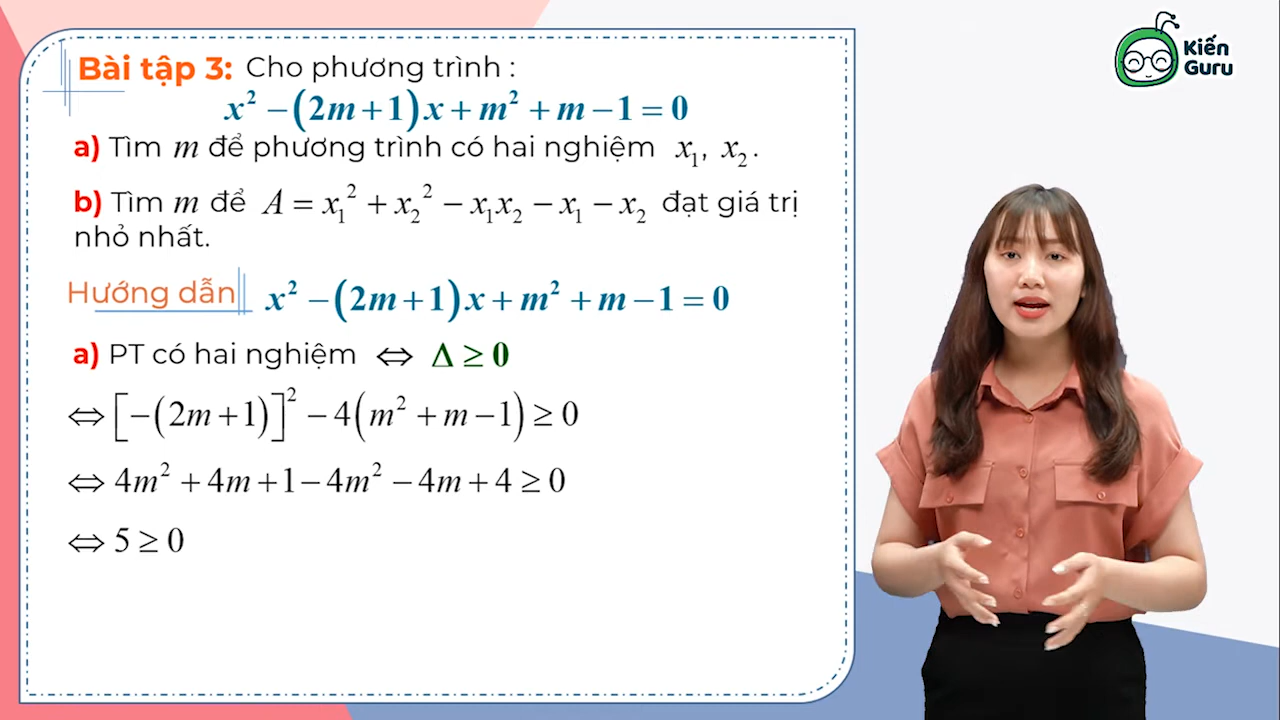 Bài tập 3: Cho phương trình :
x² − (2m + 1)x + m² + m − 1 = 0
a) Tìm m để phương trình có hai nghiệm x₁, x₂.
b) Tìm m để A = x₁² + x₂² − x₁x₂ − x₁ − x₂ đạt giá trị
nhỏ nhất.
Hướng dẫn x² − (2m + 1)x + m² + m − 1 = 0
a) PT có hai nghiệm ⇔ Δ ≥ 0
⇔ [−(2m + 1)]² − 4(m² + m − 1) ≥ 0
⇔ 4m² + 4m + 1 − 4m² − 4m + 4 ≥ 0
⇔ 5 ≥ 0
Kiến
Guru